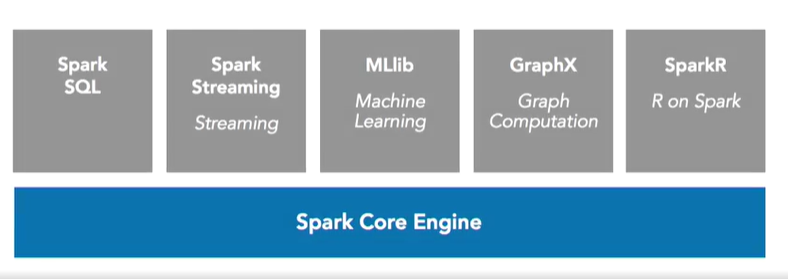 Spark
SQL
Spark
Streaming
Streaming
MLlib
Machine
Learning
GraphX
Graph
Computation
SparkR
R on Spark
Spark Core Engine